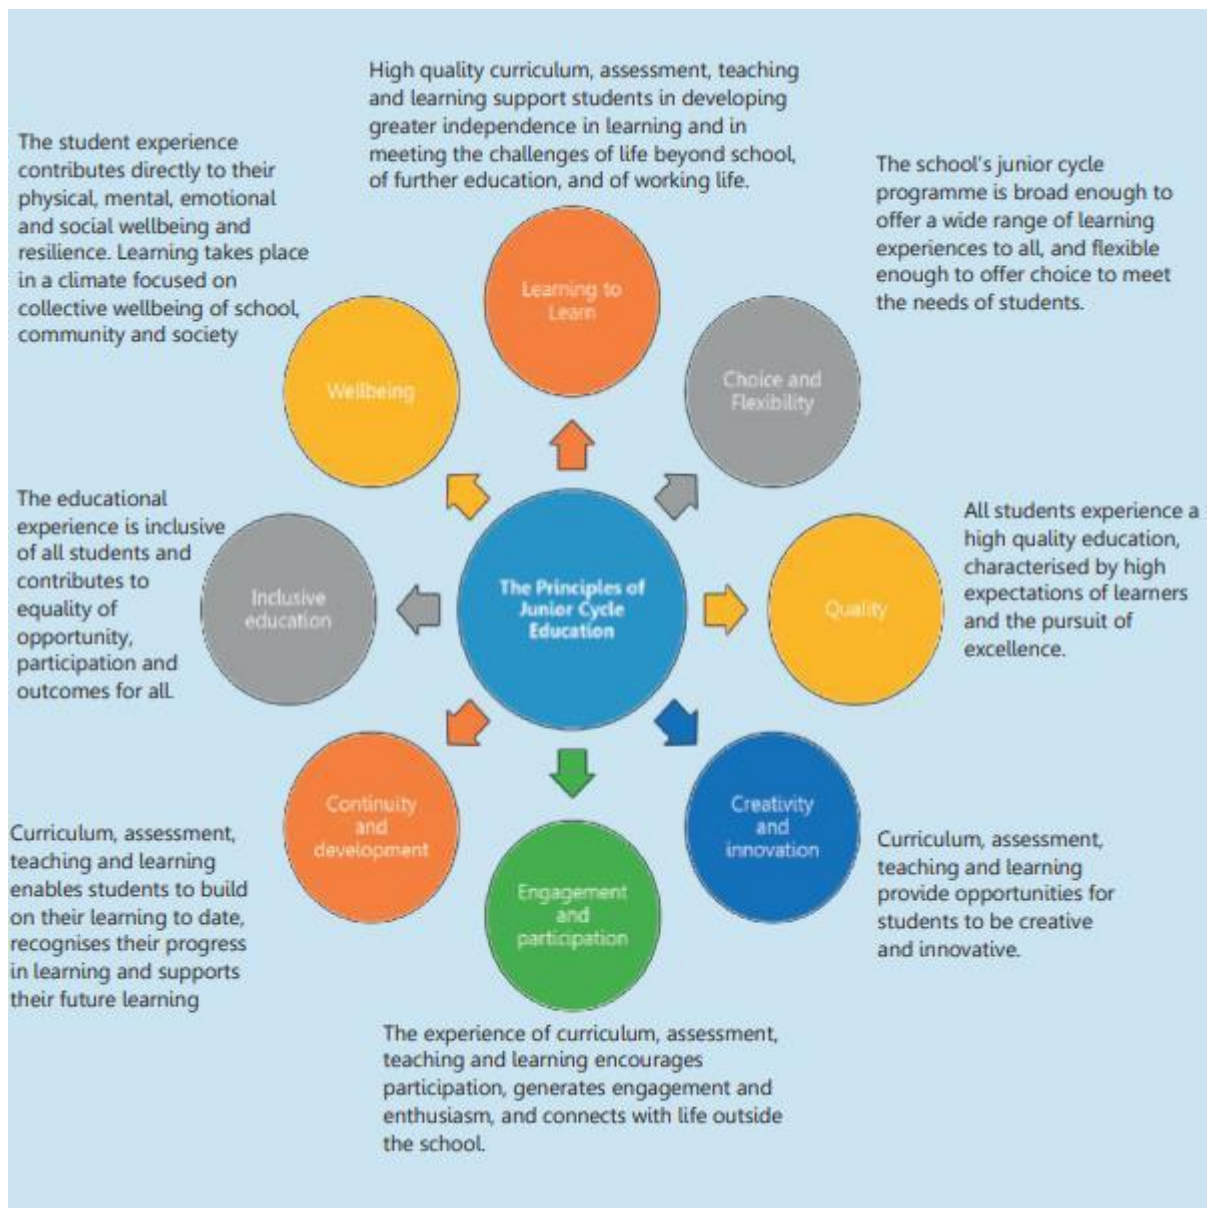 High quality curriculum, assessment, teaching
and learning support students in developing
greater independence in learning and in
meeting the challenges of life beyond school,
of further education, and of working life.
The student experience
contributes directly to their
physical, mental, emotional
and social wellbeing and
resilience. Learning takes place
in a climate focused on
collective wellbeing of school,
community and society
The school's junior cycle
programme is broad enough to
offer a wide range of learning
experiences to all, and flexible
enough to offer choice to meet
the needs of students.
Learning to
Learn
Wellbeing
Choice and
Flexibility
The educational
experience is inclusive
of all students and
contributes to
equality of
opportunity,
participation and
outcomes for all.
Inclusive
education
The Principles of
Junior Cycle
Education
Quality
All students experience a
high quality education,
characterised by high
expectations of learners
and the pursuit of
excellence.
Continuity
and
development
Creativity
and
innovation
Engagement
and
participation
Curriculum, assessment,
teaching and learning
enables students to build
on their learning to date,
recognises their progress
in learning and supports
their future learning
Curriculum, assessment,
teaching and learning
provide opportunities for
students to be creative
and innovative.
The experience of curriculum, assessment,
teaching and learning encourages
participation, generates engagement and
enthusiasm, and connects with life outside
the school.